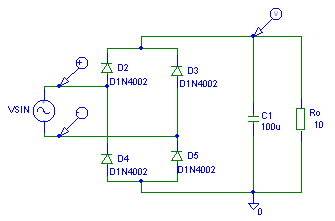 V
+
D2
D1N4002
D3
D1N4002
-
VSIN
C1
100u
Ro
10
D4
D1N4002
D5
D1N4002
0